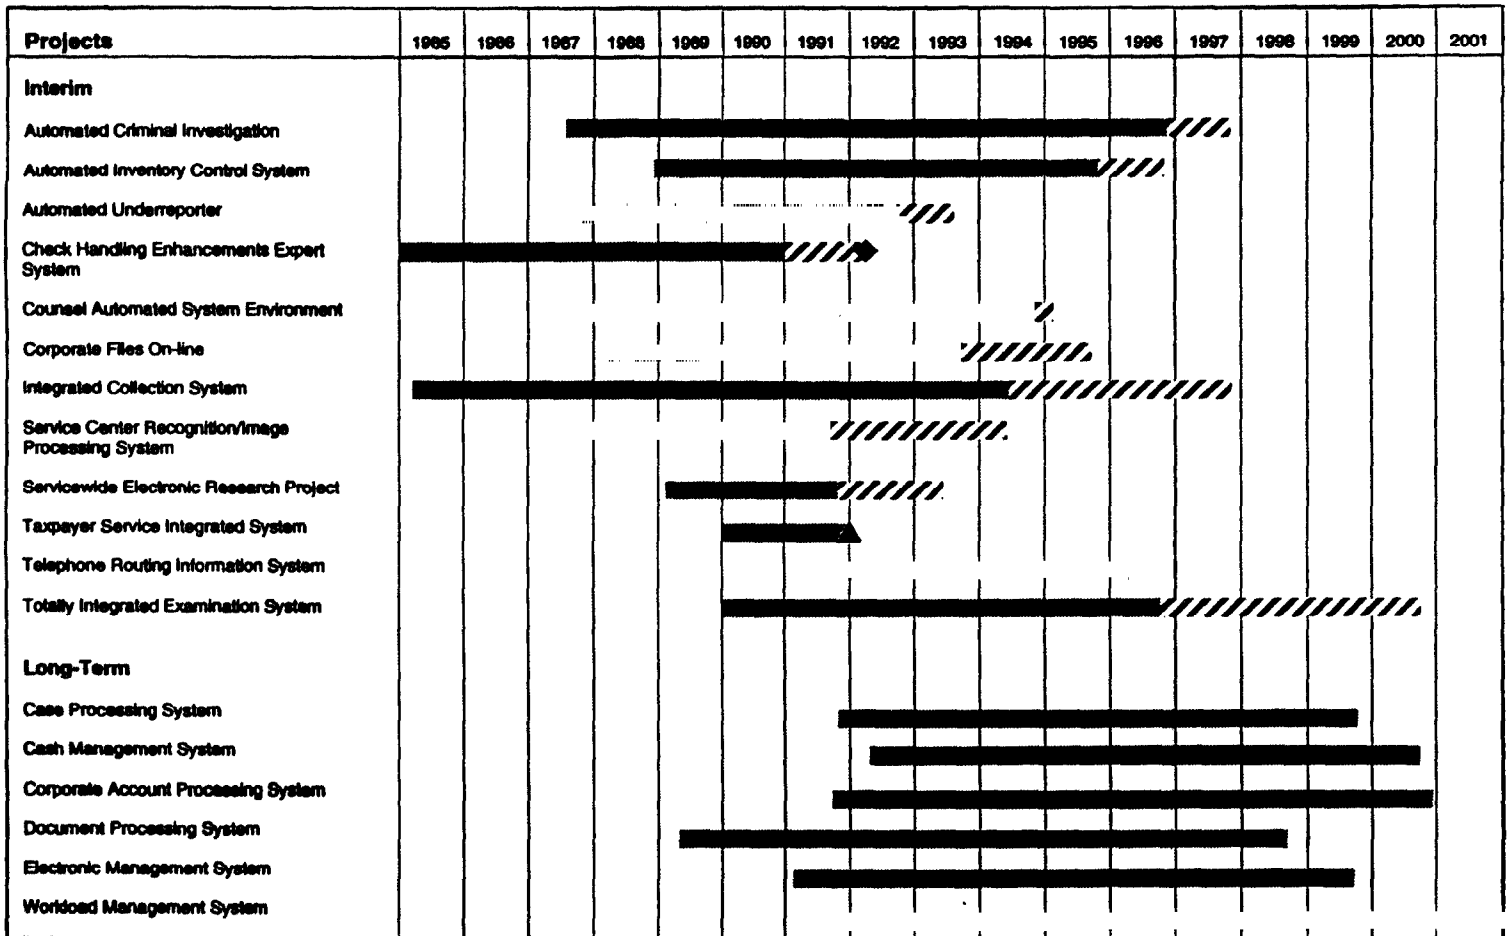 Projects 1985 1986 1987 1988 1989 1990 1991 1992 1993 1994 1995 1996 1997 1998 1999 2000 2001
Interim
Automated Criminal Investigation
Automated Inventory Control System
Automated Underreporter
Check Handling Enhancements Expert
System
Counsel Automated System Environment
Corporate Files On-line
Integrated Collection System
Service Center Recognition/Image
Processing System
Servicewide Electronic Research Project
Taxpayer Service Integrated System
Telephone Routing Information System
Totally Integrated Examination System
Long-Term
Case Processing System
Cash Management System
Corporate Account Processing System
Document Processing System
Electronic Management System
Workload Management System